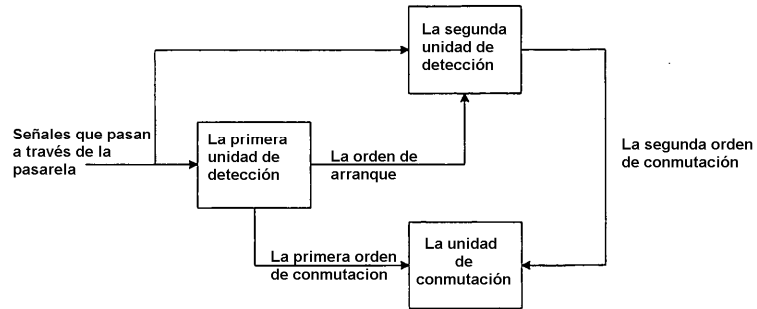 La segunda
unidad de
detección
Señales que pasan
a través de la
pasarela
La primera
unidad de
detección
La orden de
arranque
La segunda orden
de conmutación
La primera orden
de conmutacion
La unidad
de
conmutación